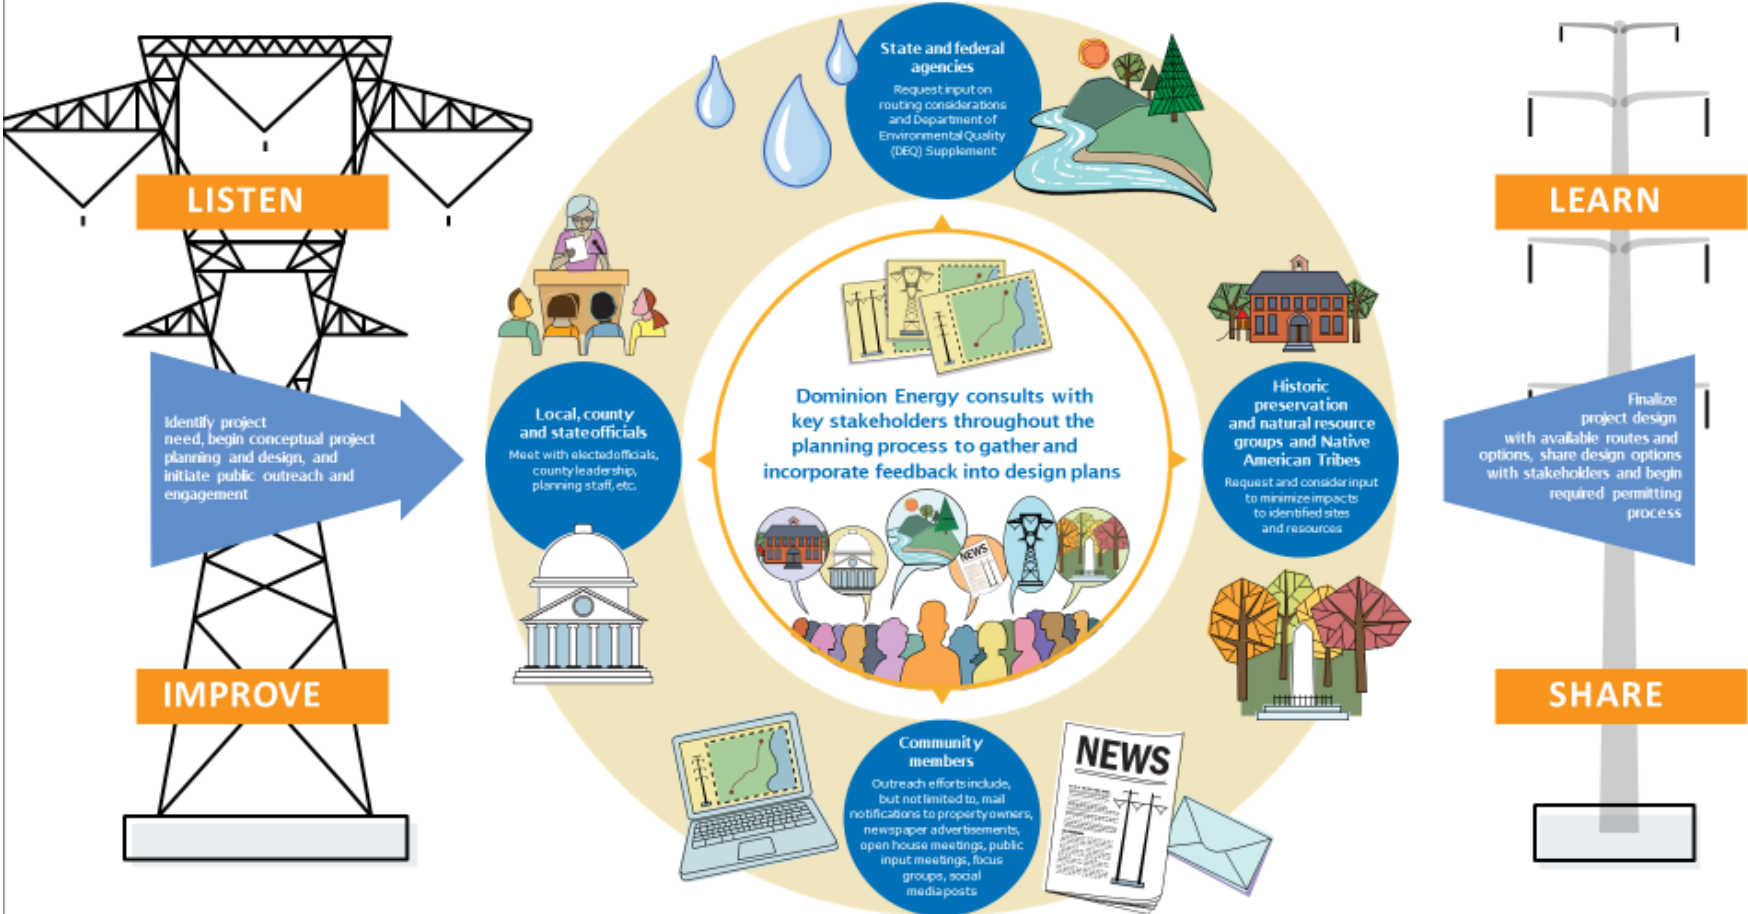 LISTEN
IMPROVE
Identify project
need, begin conceptual project
planning and design, and
initiate public outreach and
engagement
State and federal
agencies
Request input on
routing considerations
and Department of
Environmental Quality
(DEQ) Supplement
Local, county
and state officials
Meet with elected officials,
county leadership,
planning staff, etc.
Dominion Energy consults with
key stakeholders throughout the
planning process to gather and
incorporate feedback into design plans
NEWS
Historic
preservation
and natural resource
groups and Native
American Tribes
Request and consider input
to minimize impacts
to identified sites
and resources
Community
members
Outreach efforts include,
but not limited to, mail
notifications to property owners,
newspaper advertisements,
open house meetings, public
input meetings, focus
groups, social
media posts
NEWS
LEARN
Finalize
project design
with available routes and
options, share design options
with stakeholders and begin
required permitting
process
SHARE